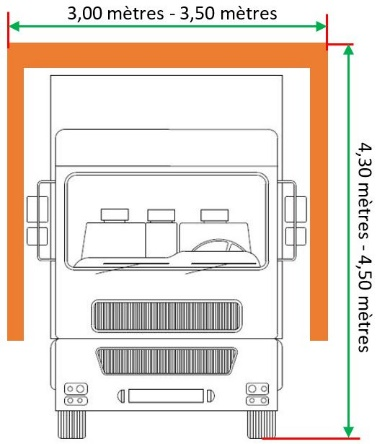 3,00 mètres - 3,50 mètres
4,30 mètres - 4,50 mètres